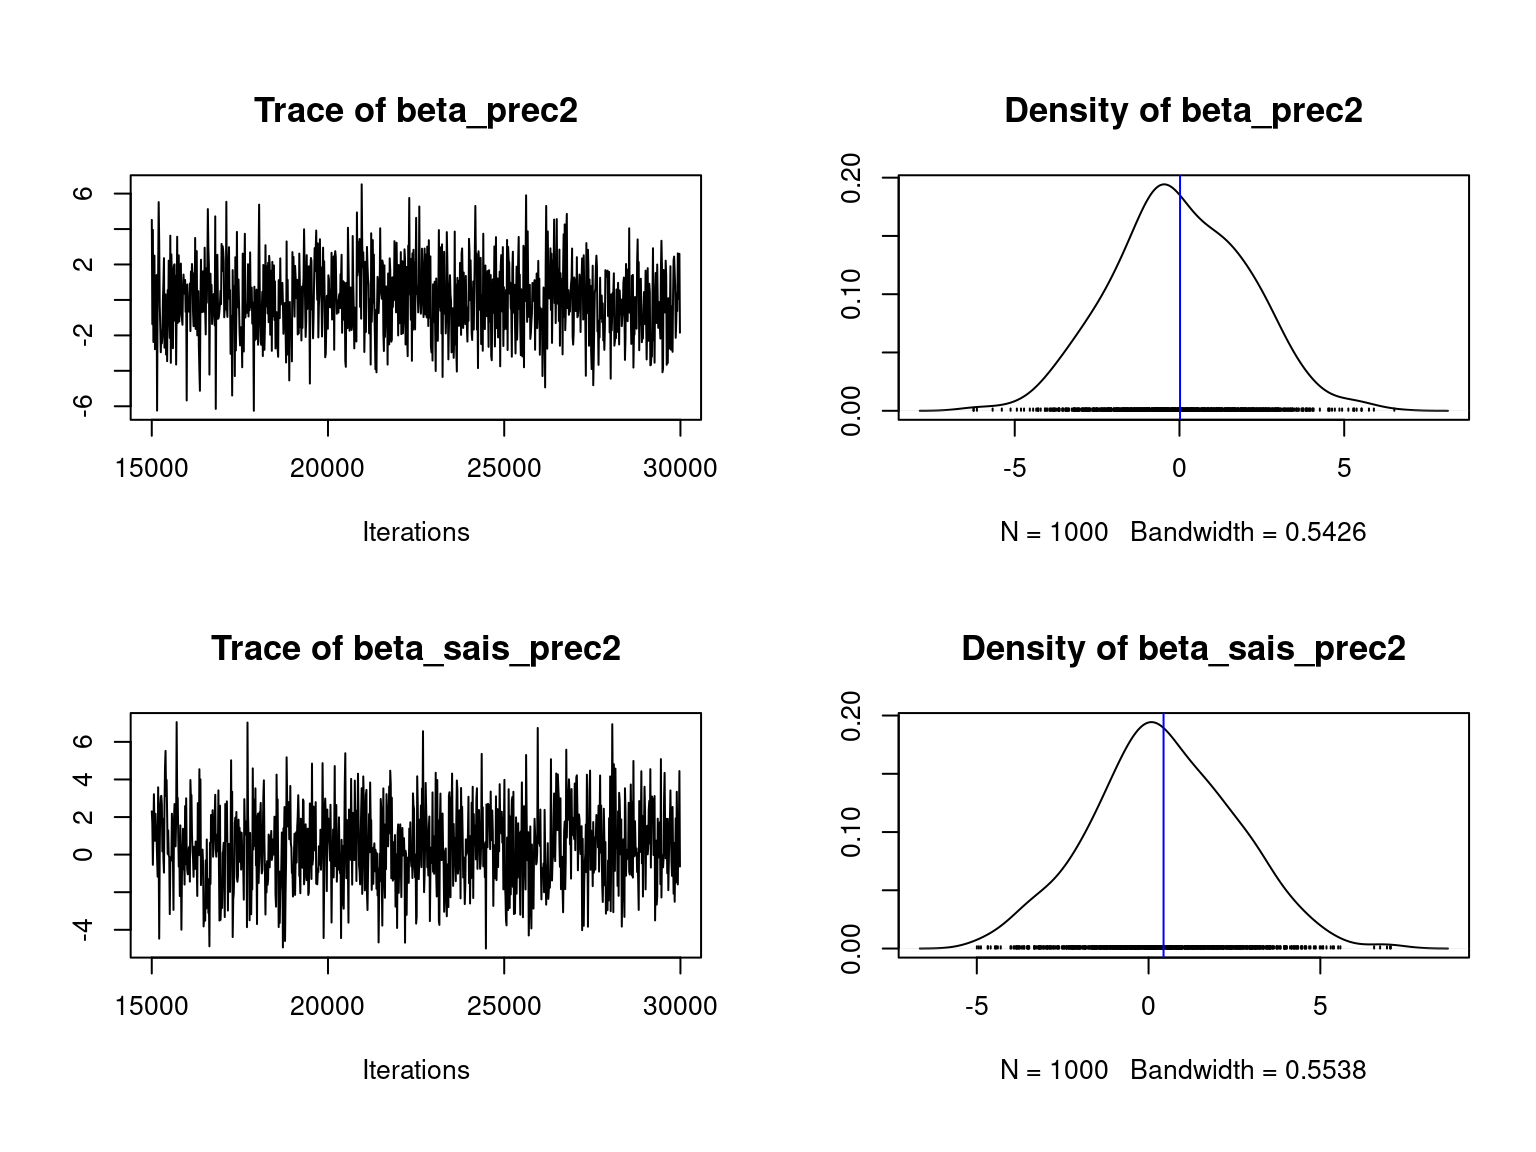 Trace of beta_prec2
6
2
-2
-6
15000 20000 25000 30000
Iterations
Density of beta_prec2
0.20
0.10
0.00
-5 0 5
N = 1000 Bandwidth = 0.5426
Trace of beta_sais_prec2
6
4
2
0
-4
15000 20000 25000 30000
Iterations
Density of beta_sais_prec2
0.20
0.10
0.00
-5 0 5
N = 1000 Bandwidth = 0.5538